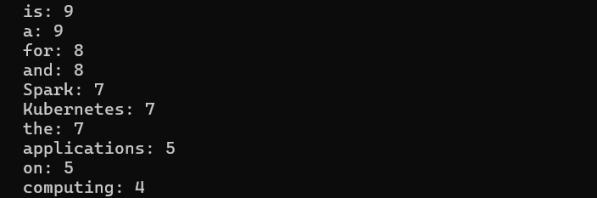 is: 9
a: 9
for: 8
and: 8
Spark: 7
Kubernetes: 7
the: 7
applications: 5
on: 5
computing: 4